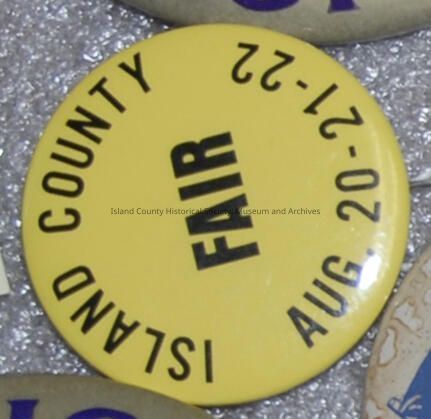 ISLAND COUNTY
FAIR
AUG. 20-21-22
Island County Historical Society Museum and Archives